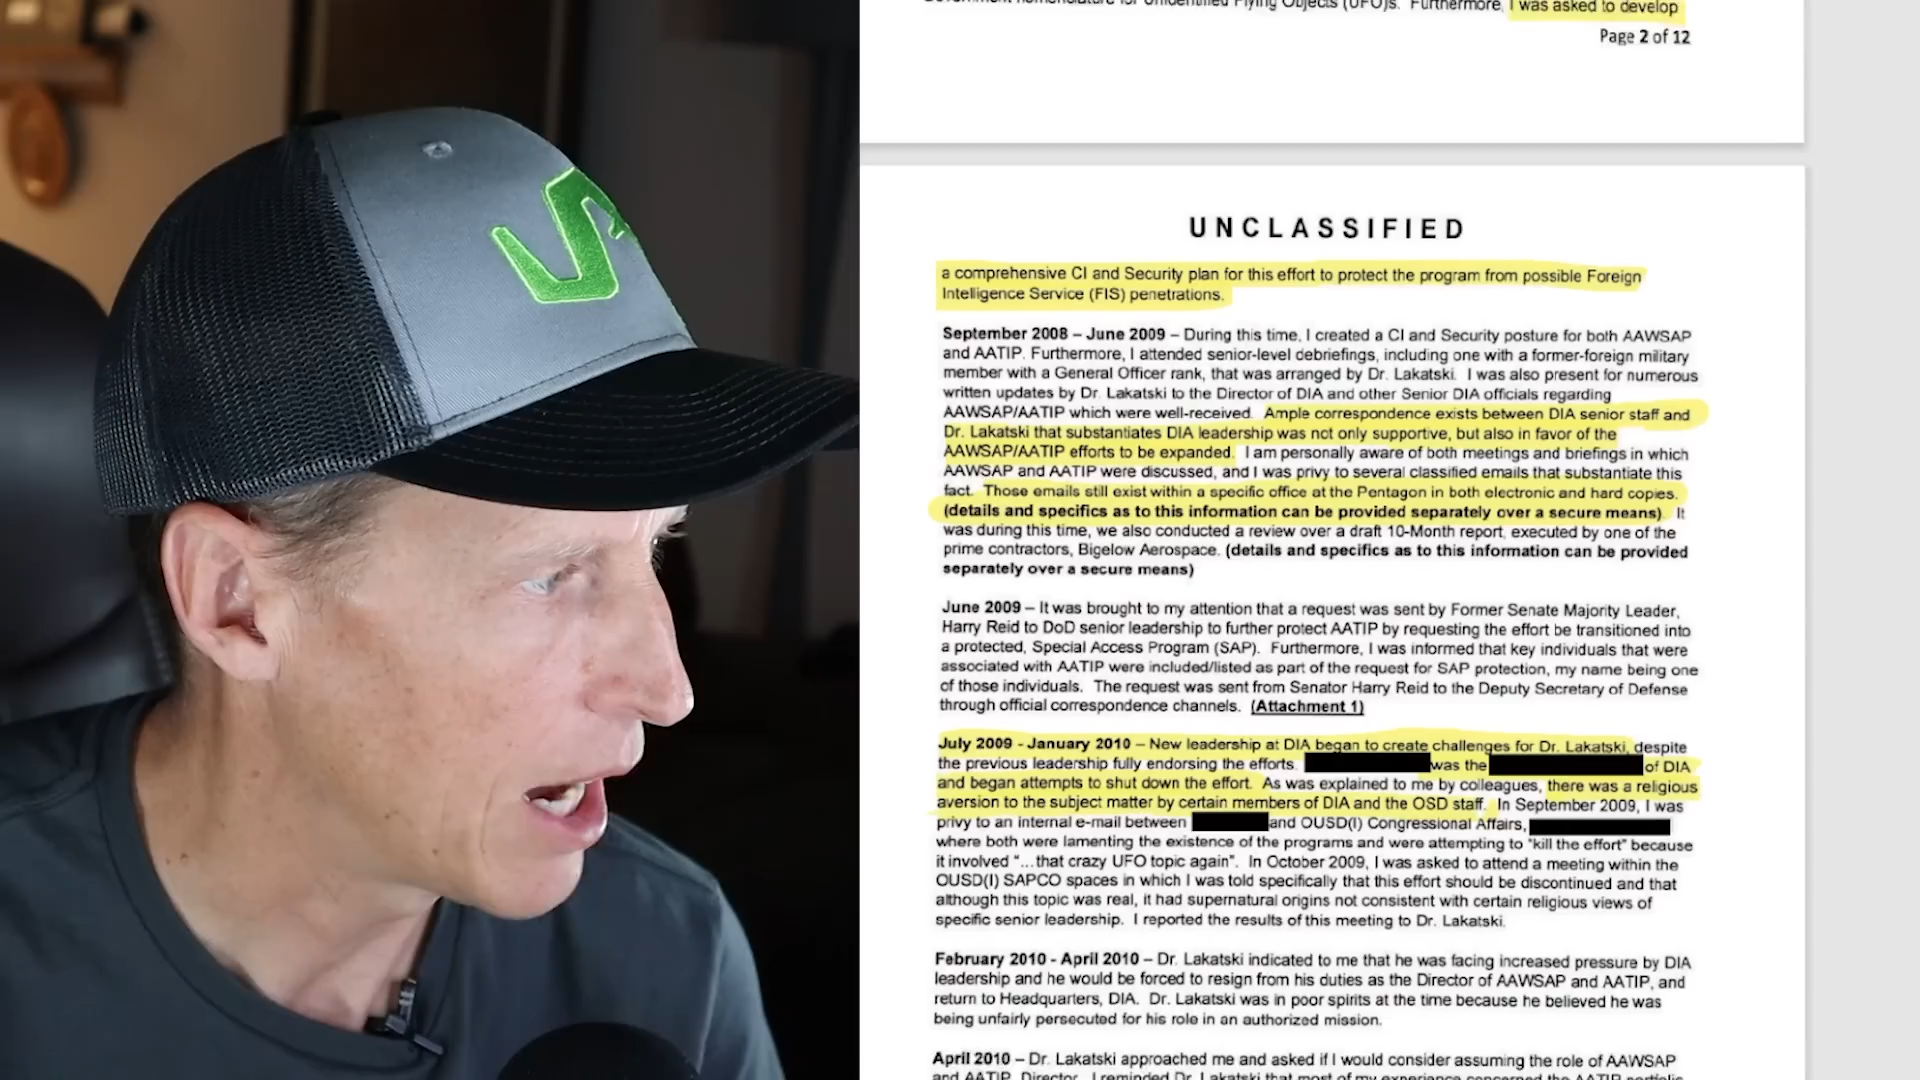 Government nomenclature for Unidentified Flying Objects (UFO)s. Furthermore, I was asked to develop
Page 2 of 12
UNCLASSIFIED
a comprehensive CI and Security plan for this effort to protect the program from possible Foreign
Intelligence Service (FIS) penetrations.
September 2008 – June 2009 – During this time, I created a CI and Security posture for both AAWSAP
and AATIP. Furthermore, I attended senior-level debriefings, including one with a former-foreign military
member with a General Officer rank, that was arranged by Dr. Lakatski. I was also present for numerous
written updates by Dr. Lakatski to the Director of DIA and other Senior DIA officials regarding
AAWSAP/AATIP which were well-received. Ample correspondence exists between DIA senior staff and
Dr. Lakatski that substantiates DIA leadership was not only supportive, but also in favor of the
AAWSAP/AATIP efforts to be expanded. I am personally aware of both meetings and briefings in which
AAWSAP and AATIP were discussed, and I was privy to several classified emails that substantiate this
fact. Those emails still exist within a specific office at the Pentagon in both electronic and hard copies.
(details and specifics as to this information can be provided separately over a secure means). It
was during this time, we also conducted a review over a draft 10-Month report, executed by one of the
prime contractors, Bigelow Aerospace. (details and specifics as to this information can be provided
separately over a secure means)
June 2009 – It was brought to my attention that a request was sent by Former Senate Majority Leader,
Harry Reid to DoD senior leadership to further protect AATIP by requesting the effort be transitioned into
a protected, Special Access Program (SAP). Furthermore, I was informed that key individuals that were
associated with AATIP were included/listed as part of the request for SAP protection, my name being one
of those individuals. The request was sent from Senator Harry Reid to the Deputy Secretary of Defense
through official correspondence channels. (Attachment 1)
July 2009 - January 2010 – New leadership at DIA began to create challenges for Dr. Lakatski, despite
the previous leadership fully endorsing the efforts. was the of DIA
and began attempts to shut down the effort. As was explained to me by colleagues, there was a religious
aversion to the subject matter by certain members of DIA and the OSD staff. In September 2009, I was
privy to an internal e-mail between and OUSD(I) Congressional Affairs,
where both were lamenting the existence of the programs and were attempting to "kill the effort" because
it involved "...that crazy UFO topic again". In October 2009, I was asked to attend a meeting within the
OUSD(I) SAPCO spaces in which I was told specifically that this effort should be discontinued and that
although this topic was real, it had supernatural origins not consistent with certain religious views of
specific senior leadership. I reported the results of this meeting to Dr. Lakatski.
February 2010 - April 2010 – Dr. Lakatski indicated to me that he was facing increased pressure by DIA
leadership and he would be forced to resign from his duties as the Director of AAWSAP and AATIP, and
return to Headquarters, DIA. Dr. Lakatski was in poor spirits at the time because he believed he was
being unfairly persecuted for his role in an authorized mission.
April 2010 – Dr. Lakatski approached me and asked if I would consider assuming the role of AAWSAP
and AATIP Director. I reminded Dr. Lakatski that most of my experience concerned the AATIP portfolio